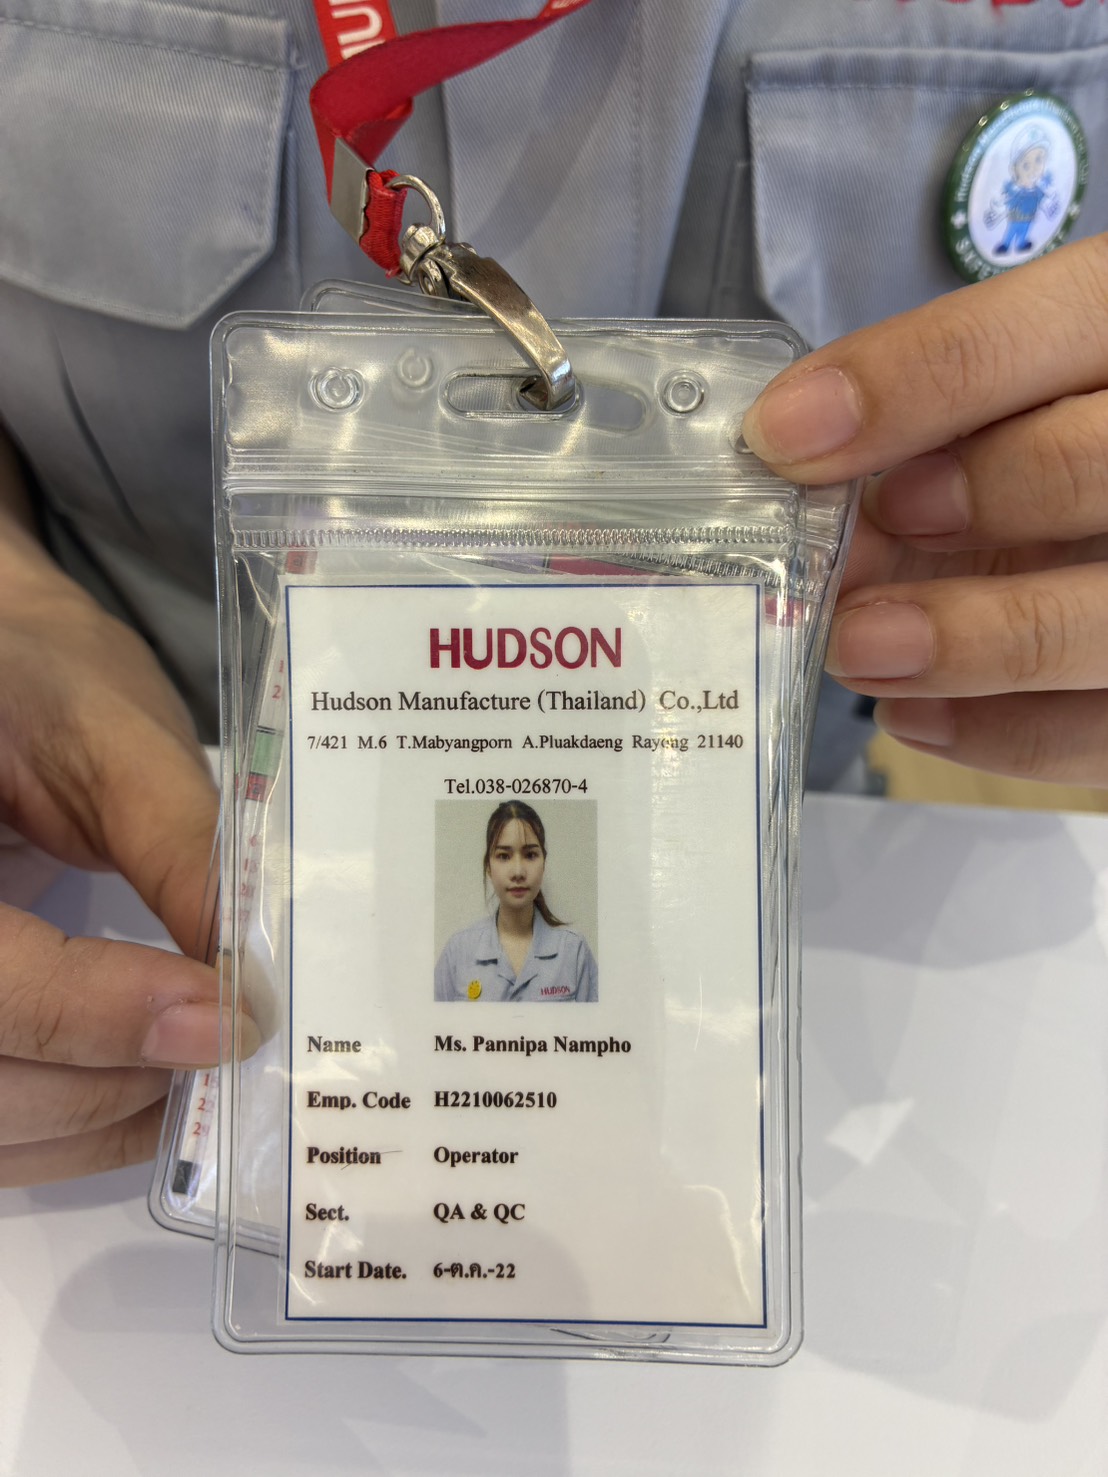 HUDSON
Hudson Manufacture (Thailand) Co.,Ltd
7/421 M.6 T.Mabyangporn A.Pluakdaeng Rayong 21140
Tel.038-026870-4
HUDSON
Name Ms. Pannipa Nampho
Emp. Code H2210062510
Position Operator
Sect. QA & QC
Start Date. 6-ต.ค.-22